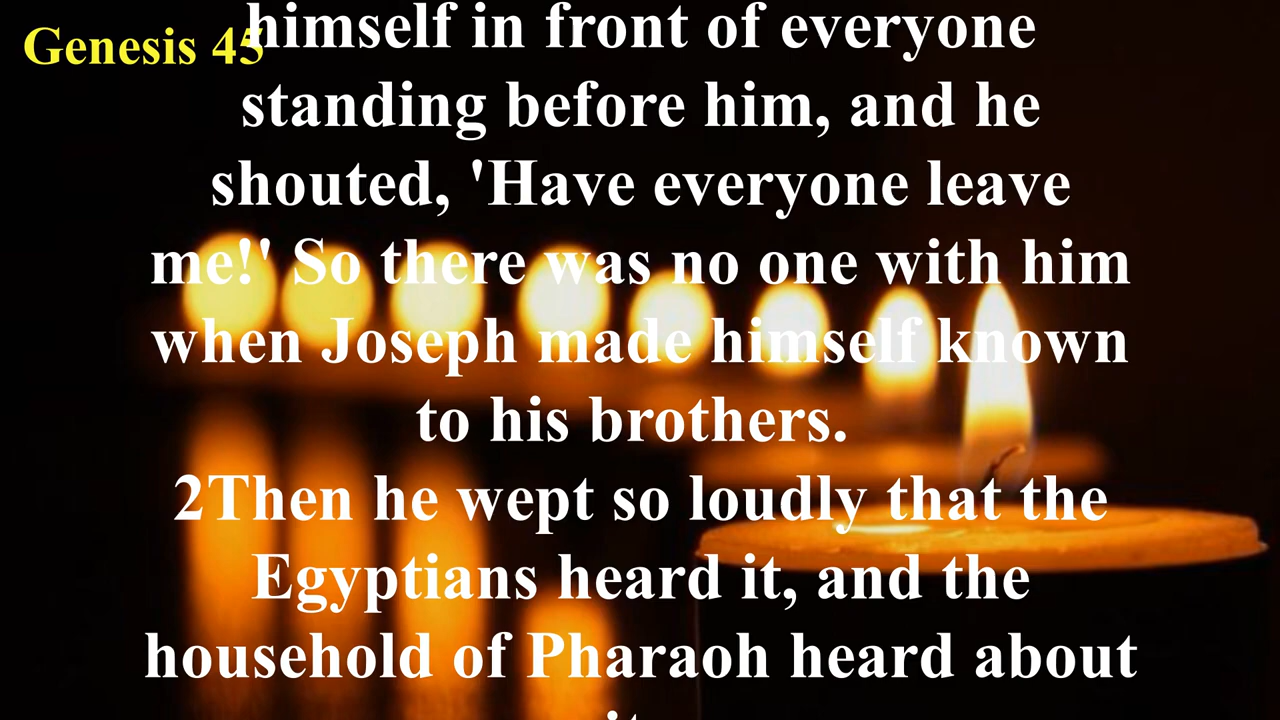 Genesis 45
himself in front of everyone
standing before him, and he
shouted, 'Have everyone leave
me!' So there was no one with him
when Joseph made himself known
to his brothers.
2Then he wept so loudly that the
Egyptians heard it, and the
household of Pharaoh heard about